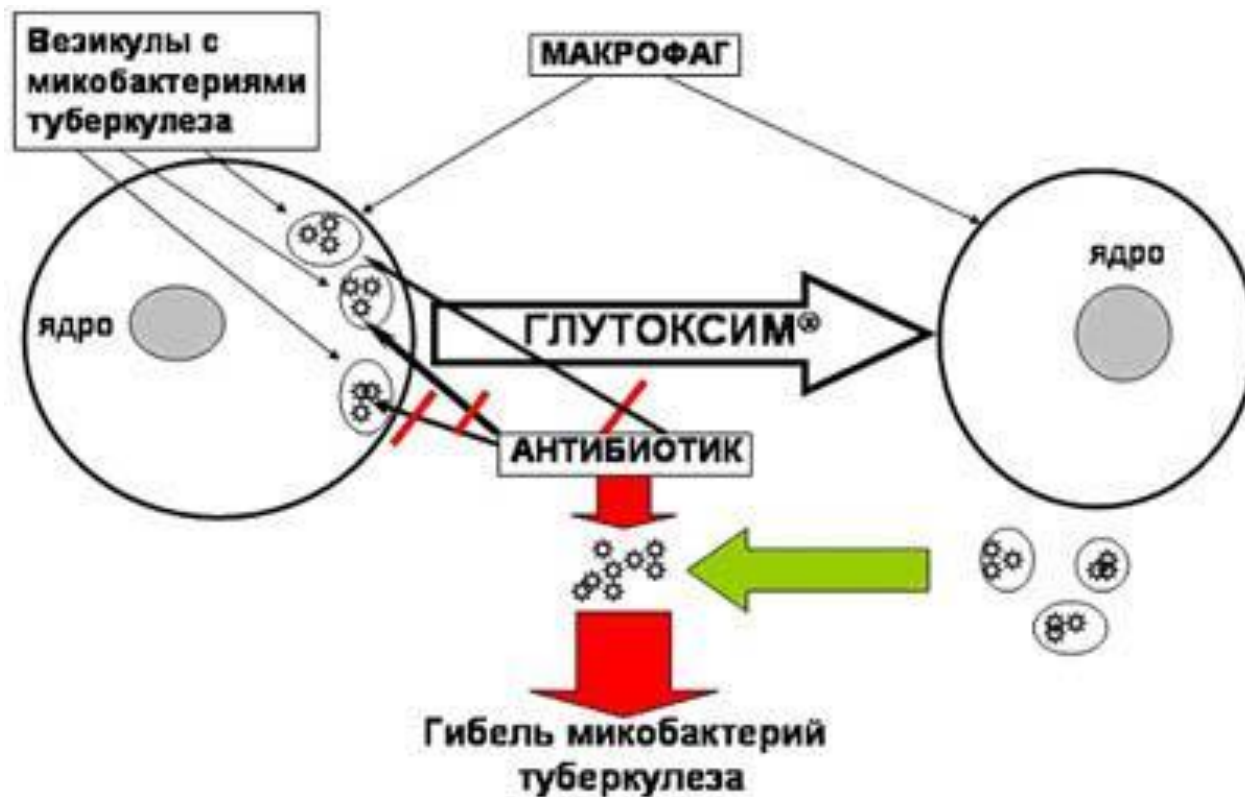 Везикулы с
микобактериями
туберкулеза
МАКРОФАГ
ядро
ядро
ГЛУТОКСИМ®
АНТИБИОТИК
Гибель микобактерий
туберкулеза